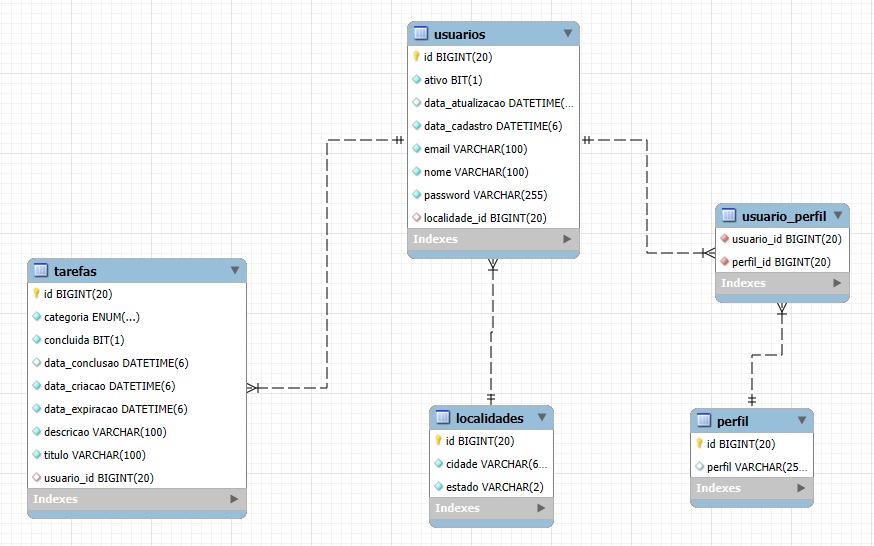 usuarios
id BIGINT(20)
ativo BIT(1)
data_atualizacao DATETIME(...
data_cadastro DATETIME(6)
email VARCHAR(100)
nome VARCHAR(100)
password VARCHAR(255)
localidade_id BIGINT(20)
Indexes
usuario_perfil
usuario_id BIGINT(20)
perfil_id BIGINT(20)
Indexes
tarefas
id BIGINT(20)
categoria ENUM(...)
concluida BIT(1)
data_conclusao DATETIME(6)
data_criacao DATETIME(6)
data_expiracao DATETIME(6)
descricao VARCHAR(100)
titulo VARCHAR(100)
usuario_id BIGINT(20)
Indexes
localidades
id BIGINT(20)
cidade VARCHAR(6...
estado VARCHAR(2)
Indexes
perfil
id BIGINT(20)
perfil VARCHAR(25...
Indexes